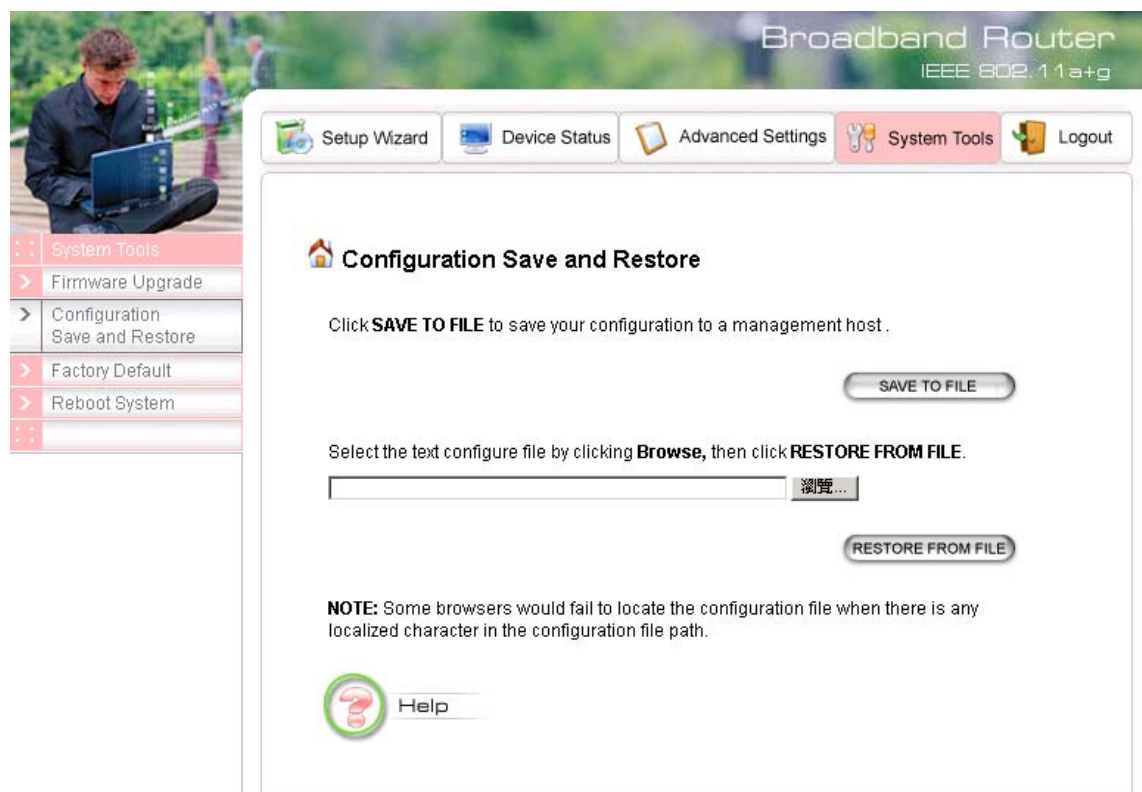 Broadband Router
IEEE 802.11a+g
Setup Wizard
Device Status
Advanced Settings
System Tools
Logout
System Tools
Firmware Upgrade
Configuration
Save and Restore
Factory Default
Reboot System
Configuration Save and Restore
Click SAVE TO FILE to save your configuration to a management host .
SAVE TO FILE
Select the text configure file by clicking Browse, then click RESTORE FROM FILE.
瀏覽...
RESTORE FROM FILE
NOTE: Some browsers would fail to locate the configuration file when there is any
localized character in the configuration file path.
Help